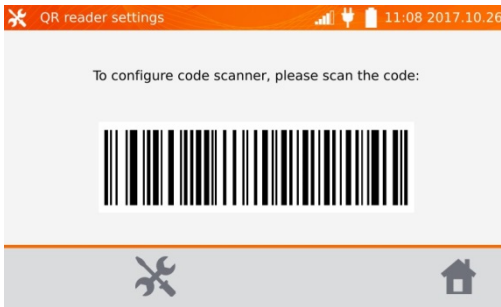 QR reader settings
11:08 2017.10.26
To configure code scanner, please scan the code: